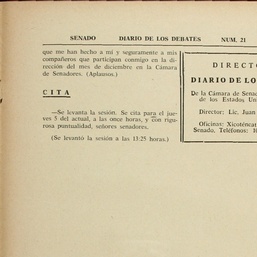 SENADO DIARIO DE LOS DEBATES NUM. 21
que me han hecho a mí y seguramente a mis
compañeros que participan conmigo en la di-
rección del mes de diciembre en la Cámara
de Senadores. (Aplausos.)
CITA
—Se levanta la sesión. Se cita para el jue-
ves 5 del actual, a las once horas, y con rigu-
rosa puntualidad, señores senadores.
(Se levantó la sesión a las 13:25 horas.)
DIRECTO
DIARIO DE LO
De la Cámara de Senad
de los Estados Uni
Director: Lic. Juan
Oficinas: Xicoténcat
Senado. Teléfonos: 1